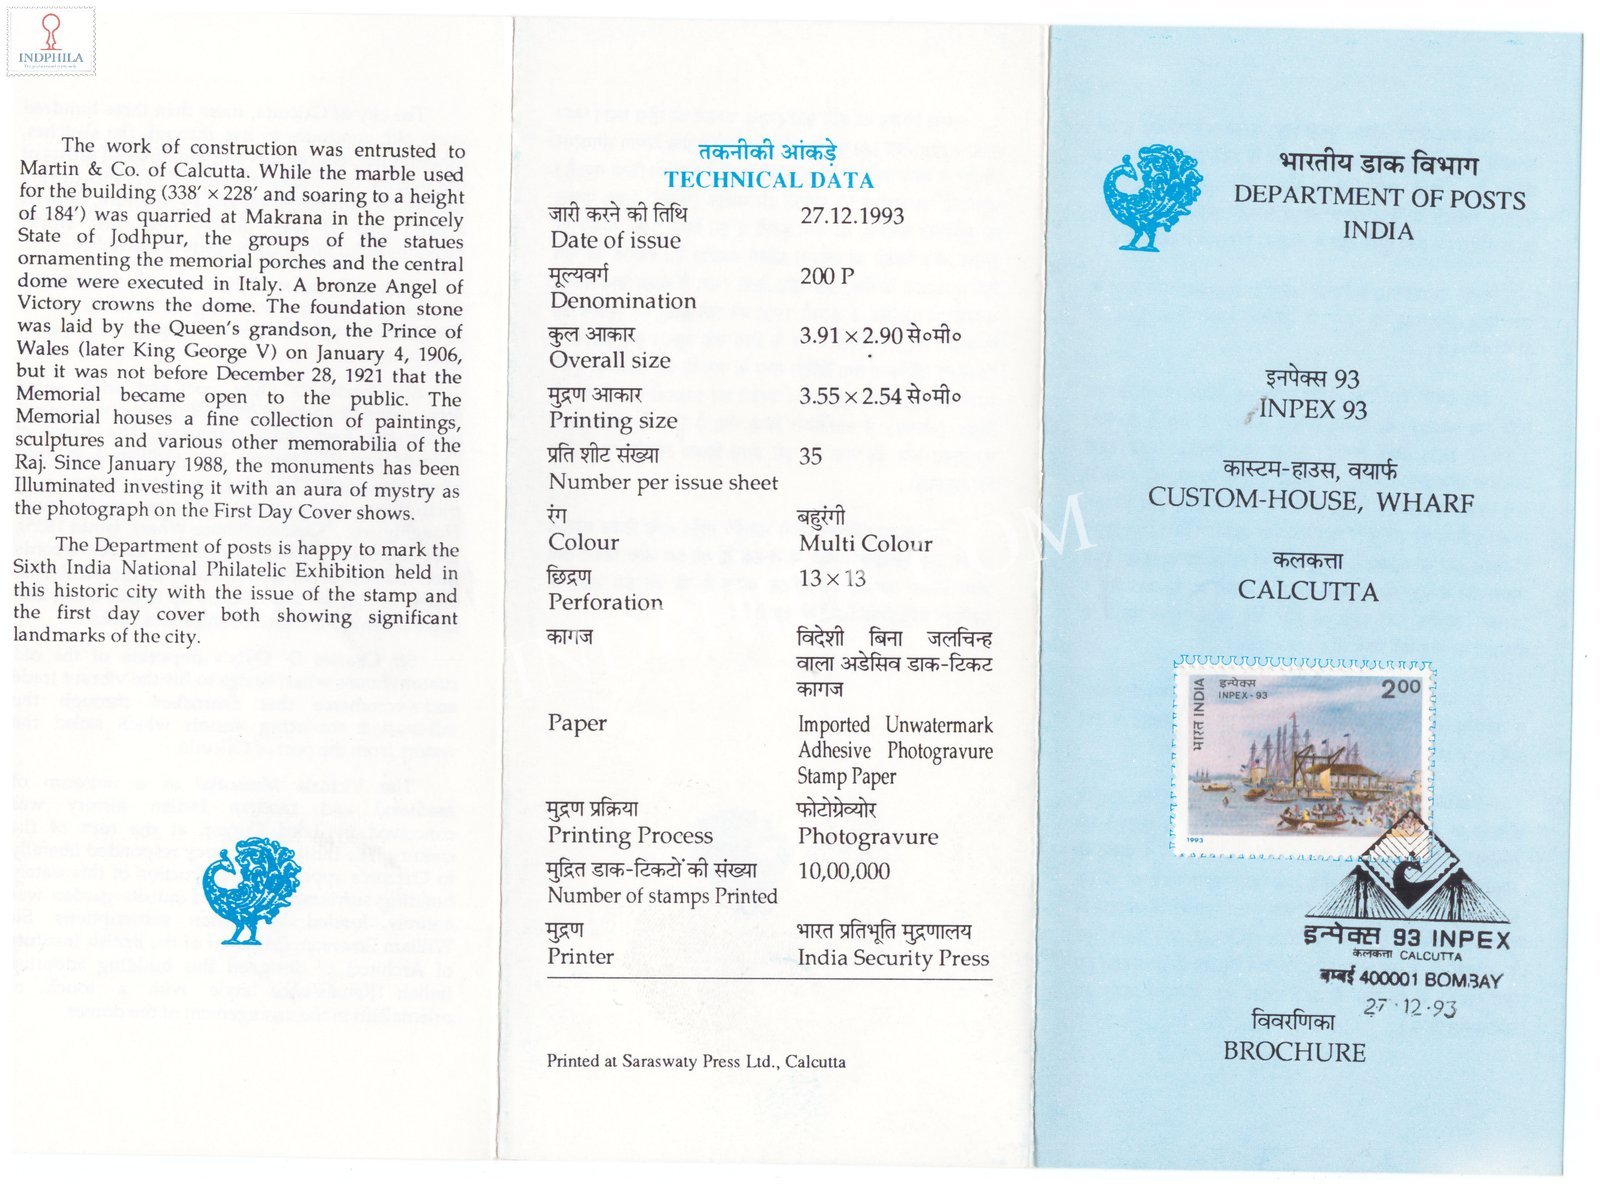 INDPHILA
The work of construction was entrusted to
Martin & Co. of Calcutta. While the marble used
for the building (338′ × 228′ and soaring to a height
of 184′) was quarried at Makrana in the princely
State of Jodhpur, the groups of the statues
ornamenting the memorial porches and the central
dome were executed in Italy. A bronze Angel of
Victory crowns the dome. The foundation stone
was laid by the Queen's grandson, the Prince of
Wales (later King George V) on January 4, 1906,
but it was not before December 28, 1921 that the
Memorial became open to the public. The
Memorial houses a fine collection of paintings,
sculptures and various other memorabilia of the
Raj. Since January 1988, the monuments has been
Illuminated investing it with an aura of mystry as
the photograph on the First Day Cover shows.
The Department of posts is happy to mark the
Sixth India National Philatelic Exhibition held in
this historic city with the issue of the stamp and
the first day cover both showing significant
landmarks of the city.
तकनीकी आंकड़े
TECHNICAL DATA
जारी करने की तिथि 27.12.1993
Date of issue
मूल्यवर्ग 200 P
Denomination
कुल आकार 3.91 × 2.90 से०मी०
Overall size
मुद्रण आकार 3.55 × 2.54 से०मी०
Printing size
प्रति शीट संख्या 35
Number per issue sheet
रंग बहुरंगी
Colour Multi Colour
छिद्रण 13 × 13
Perforation
कागज विदेशी बिना जलचिन्ह
वाला अडेसिव डाक-टिकट
कागज
Paper Imported Unwatermark
Adhesive Photogravure
Stamp Paper
मुद्रण प्रक्रिया फोटोग्रेव्योर
Printing Process Photogravure
मुद्रित डाक-टिकटों की संख्या 10,00,000
Number of stamps Printed
मुद्रण भारत प्रतिभूति मुद्रणालय
Printer India Security Press
Printed at Saraswaty Press Ltd., Calcutta
भारतीय डाक विभाग
DEPARTMENT OF POSTS
INDIA
इनपेक्स 93
INPEX 93
कास्टम-हाउस, वयार्फ
CUSTOM-HOUSE, WHARF
कलकत्ता
CALCUTTA
भारत INDIA
इन्पेक्स
INPEX - 93
200
1993
इन्पेक्स 93 INPEX
कलकत्ता CALCUTTA
बम्बई 400001 BOMBAY
27.12.93
विवरणिका
BROCHURE